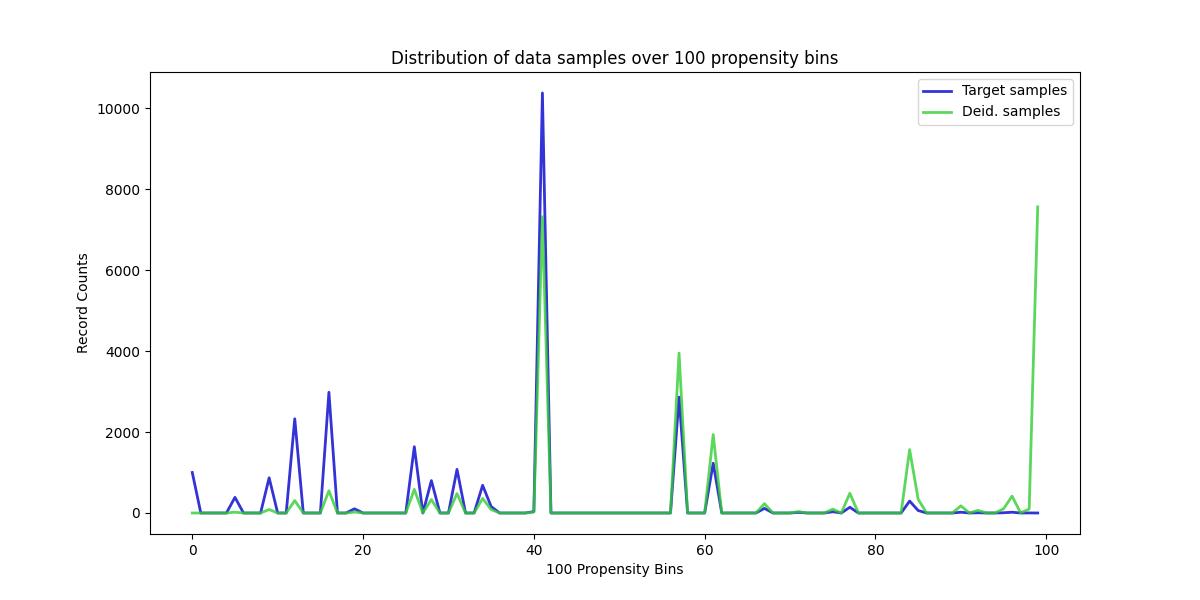 Distribution of data samples over 100 propensity bins
Target samples
Deid. samples
10000
8000
6000
4000
2000
0
Record Counts
0 20 40 60 80 100
100 Propensity Bins